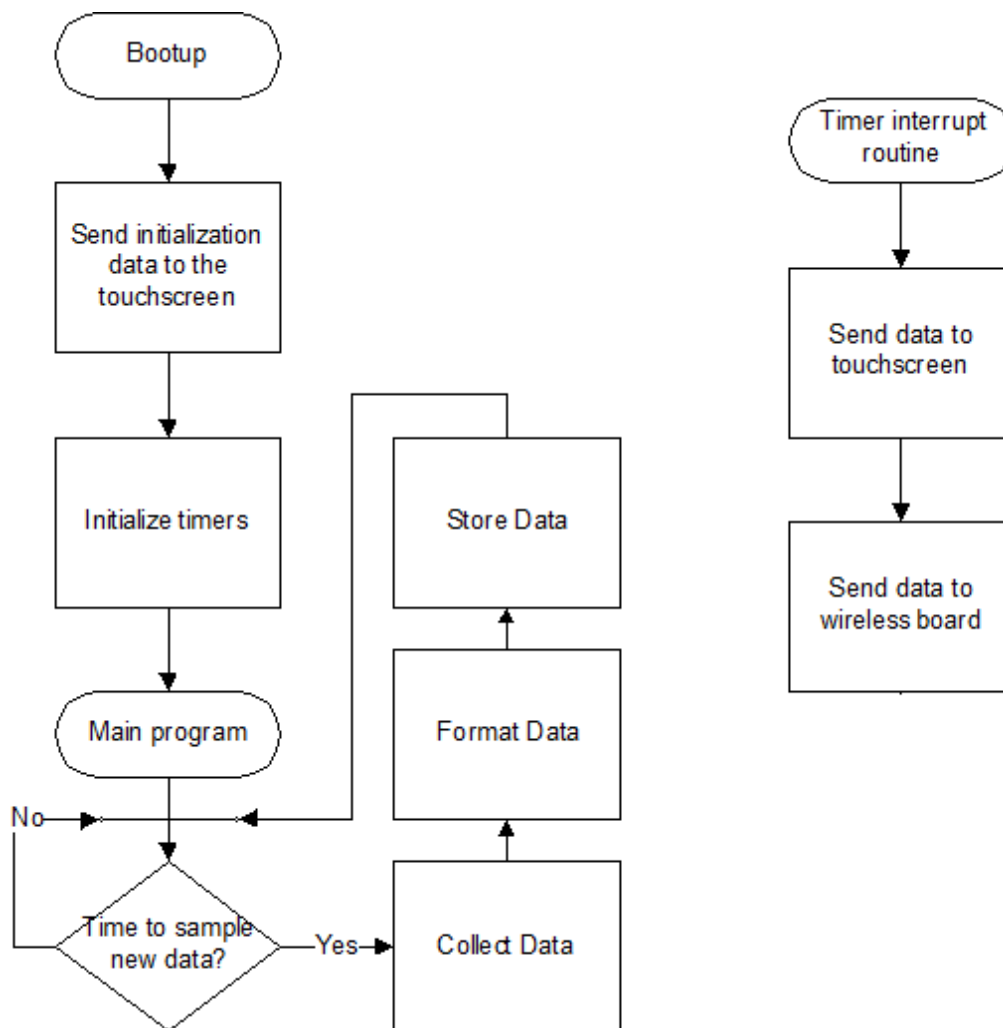 Bootup
Send initialization
data to the
touchscreen
Initialize timers
Main program
No
Time to sample
new data?
Yes
Collect Data
Format Data
Store Data
Timer interrupt
routine
Send data to
touchscreen
Send data to
wireless board